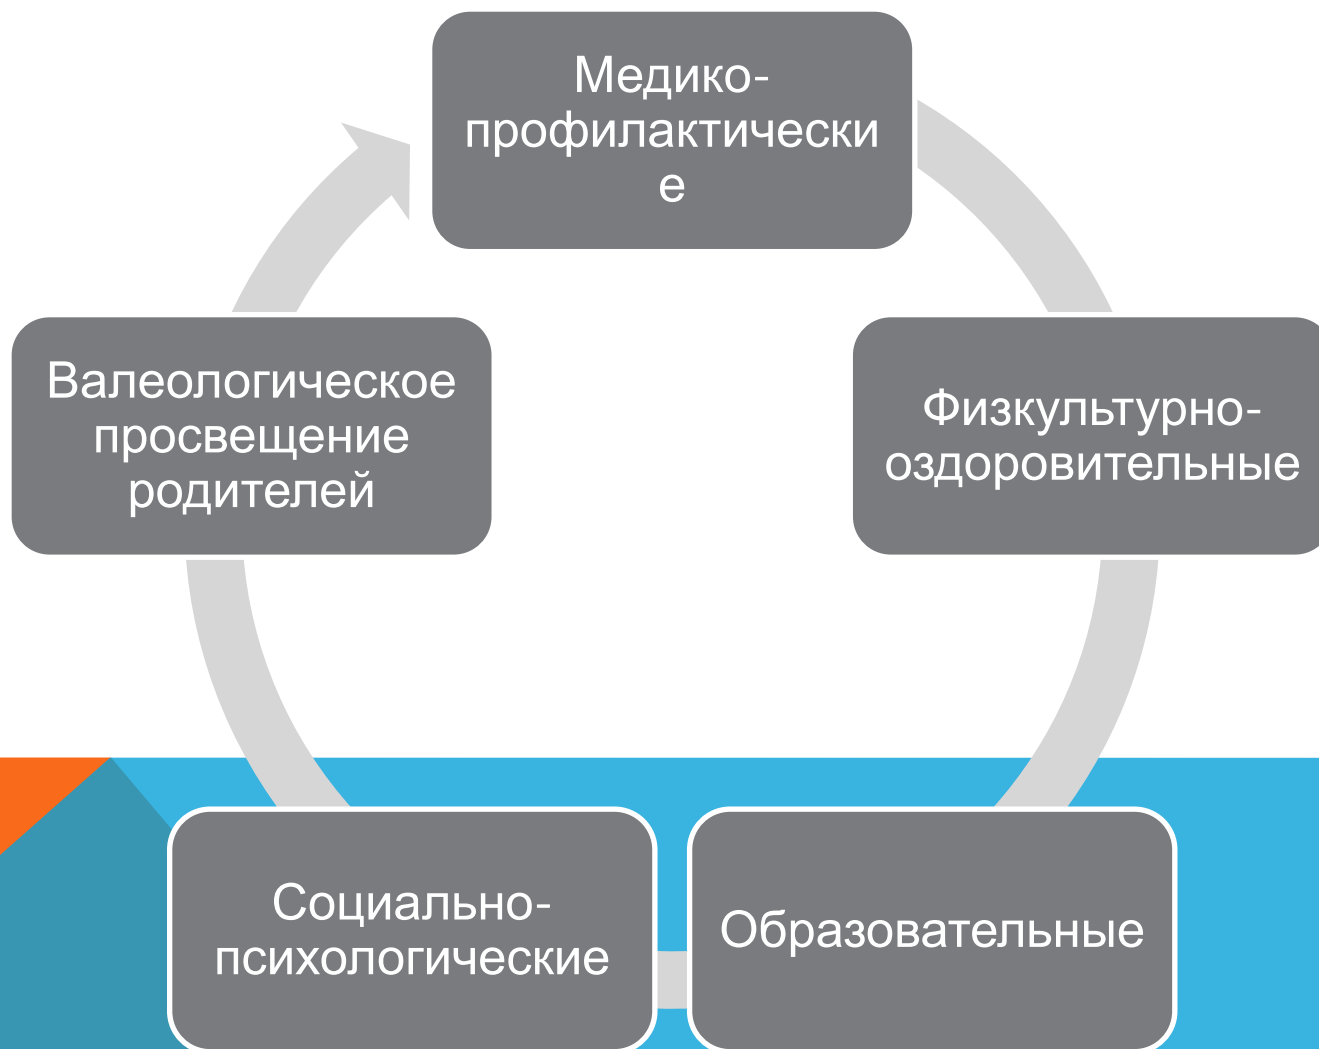 Медико-
профилактически
е
Валеологическое
просвещение
родителей
Физкультурно-
оздоровительные
Социально-
психологические
Образовательные